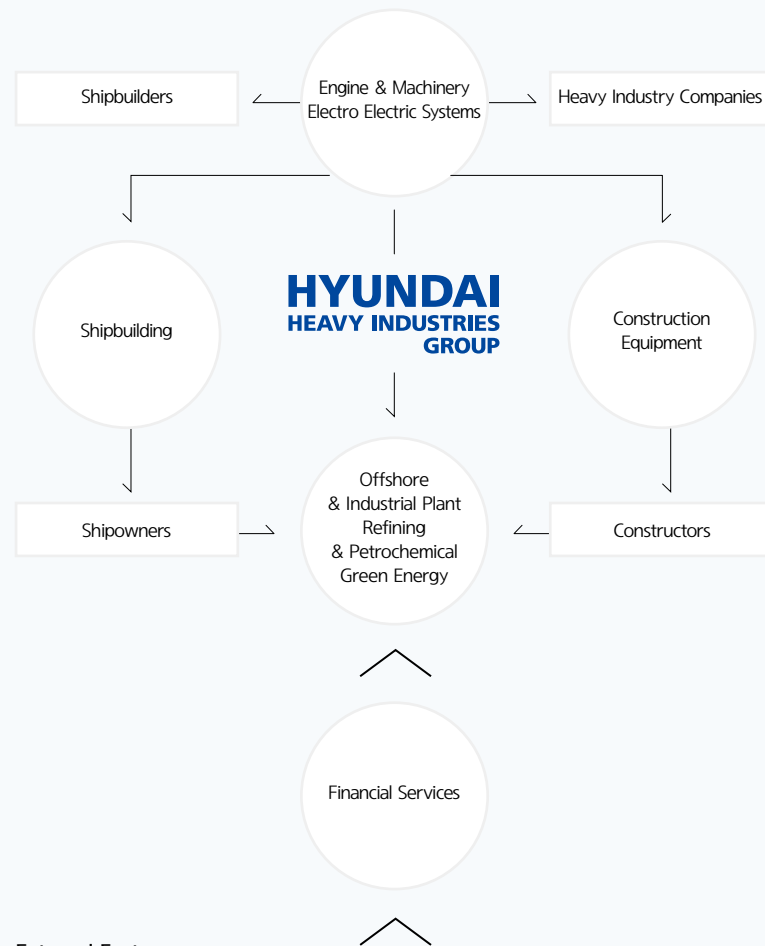 Shipbuilders
Engine & Machinery
Electro Electric Systems
Heavy Industry Companies
Shipbuilding
HYUNDAI
HEAVY INDUSTRIES
GROUP
Construction
Equipment
Shipowners
Offshore
& Industrial Plant
Refining
& Petrochemical
Green Energy
Constructors
Financial Services